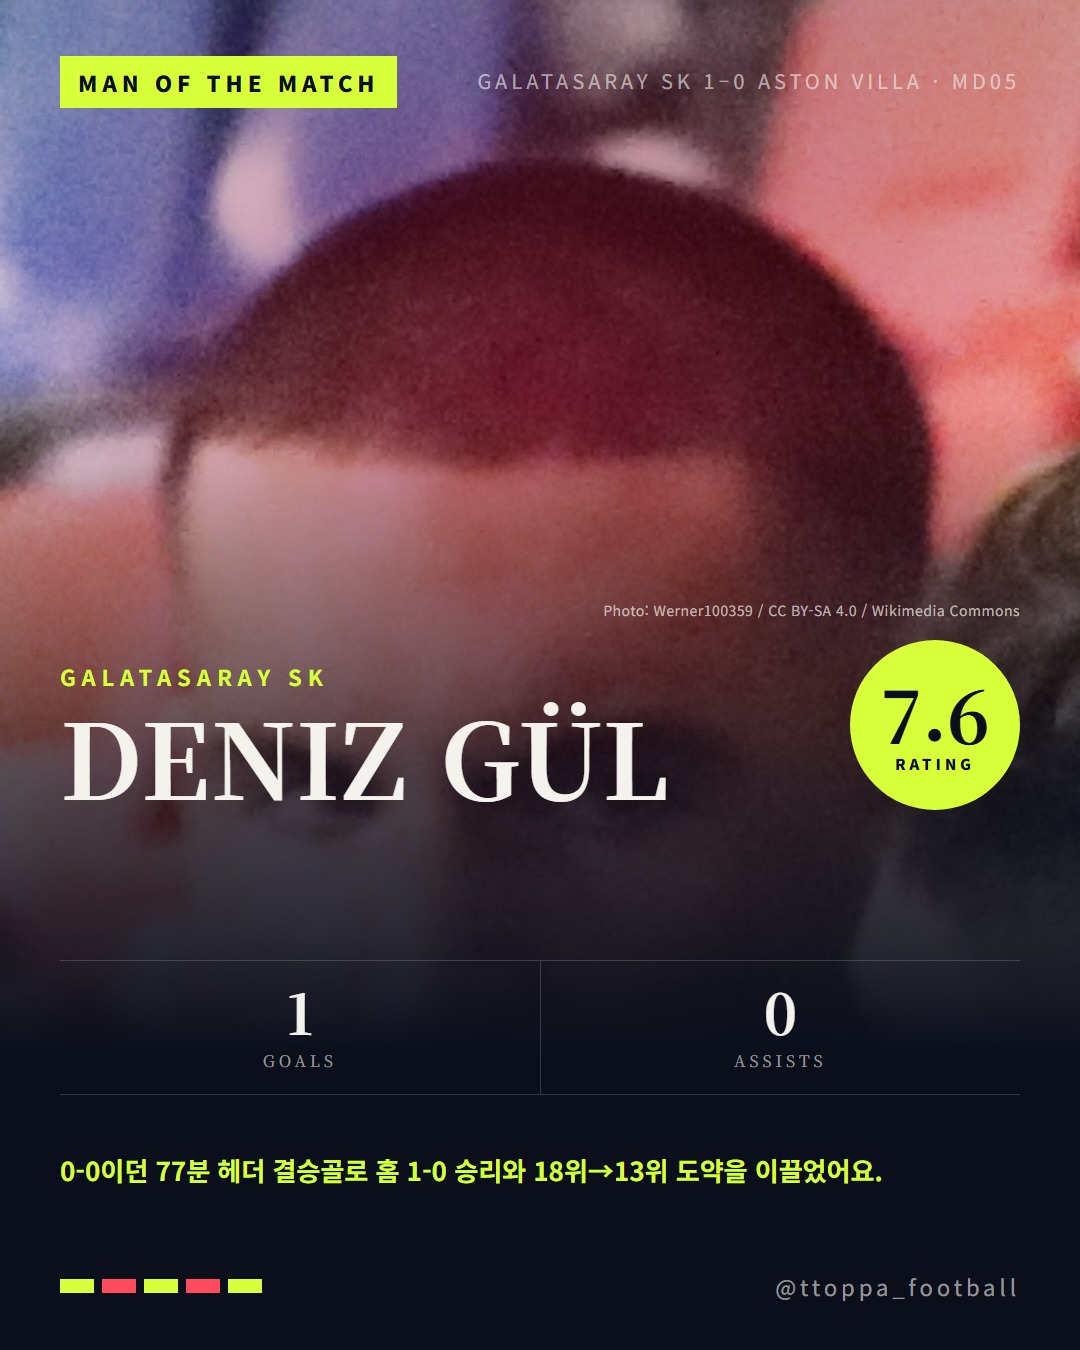 MAN OF THE MATCH
GALATASARAY SK 1–0 ASTON VILLA · MD05
Photo: Werner100359 / CC BY-SA 4.0 / Wikimedia Commons
GALATASARAY SK
DENIZ GÜL
7.6
RATING
1
GOALS
0
ASSISTS
0-0이던 77분 헤더 결승골로 홈 1-0 승리와 18위→13위 도약을 이끌었어요.
@ttoppa_football